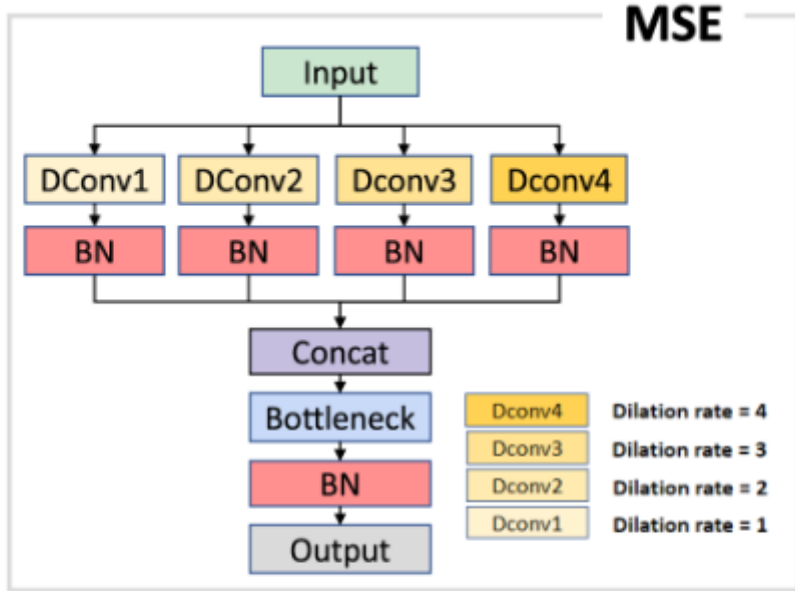 MSE
Input
DConv1 DConv2 Dconv3 Dconv4
BN BN BN BN
Concat
Bottleneck
BN
Output
Dconv4 Dilation rate = 4
Dconv3 Dilation rate = 3
Dconv2 Dilation rate = 2
Dconv1 Dilation rate = 1